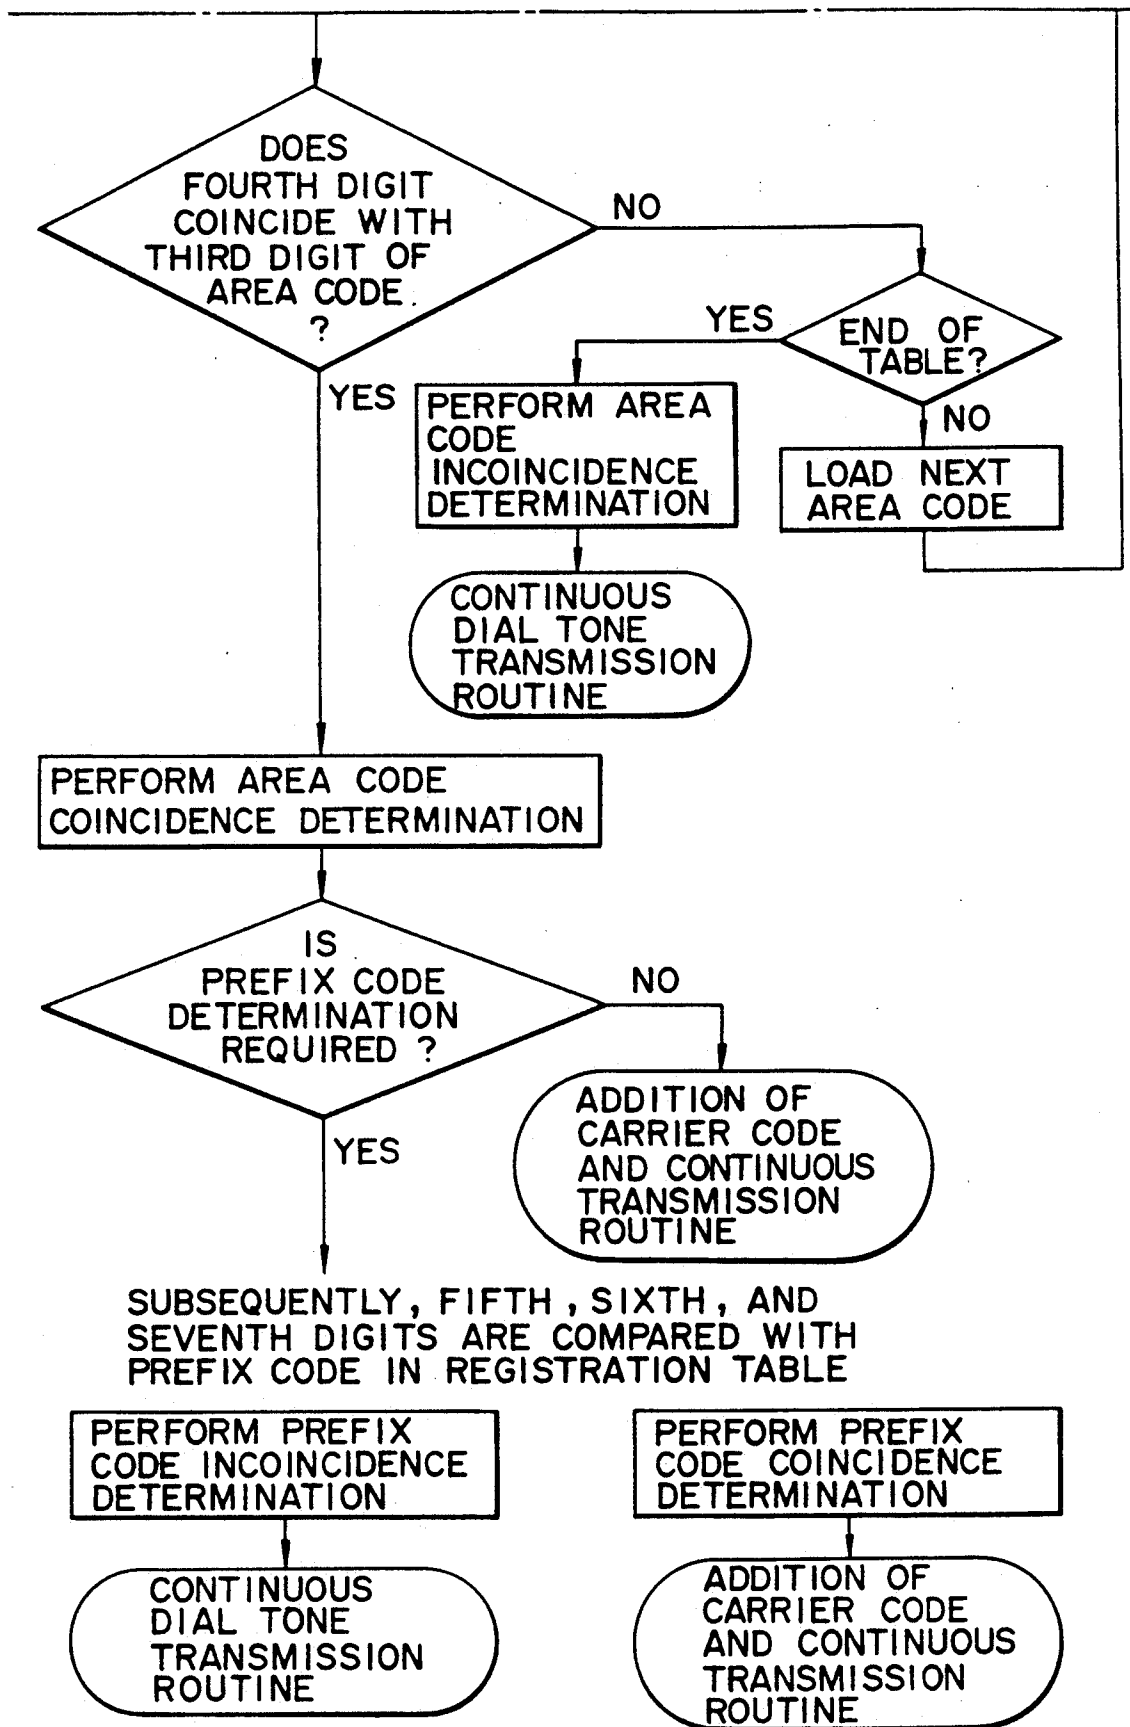 DOES
FOURTH DIGIT
COINCIDE WITH
THIRD DIGIT OF
AREA CODE.
?
NO
YES
END OF
TABLE?
YES
NO
PERFORM AREA
CODE
INCOINCIDENCE
DETERMINATION
LOAD NEXT
AREA CODE
CONTINUOUS
DIAL TONE
TRANSMISSION
ROUTINE
PERFORM AREA CODE
COINCIDENCE DETERMINATION
IS
PREFIX CODE
DETERMINATION
REQUIRED ?
NO
YES
ADDITION OF
CARRIER CODE
AND CONTINUOUS
TRANSMISSION
ROUTINE
SUBSEQUENTLY, FIFTH, SIXTH, AND
SEVENTH DIGITS ARE COMPARED WITH
PREFIX CODE IN REGISTRATION TABLE
PERFORM PREFIX
CODE INCOINCIDENCE
DETERMINATION
CONTINUOUS
DIAL TONE
TRANSMISSION
ROUTINE
PERFORM PREFIX
CODE COINCIDENCE
DETERMINATION
ADDITION OF
CARRIER CODE
AND CONTINUOUS
TRANSMISSION
ROUTINE